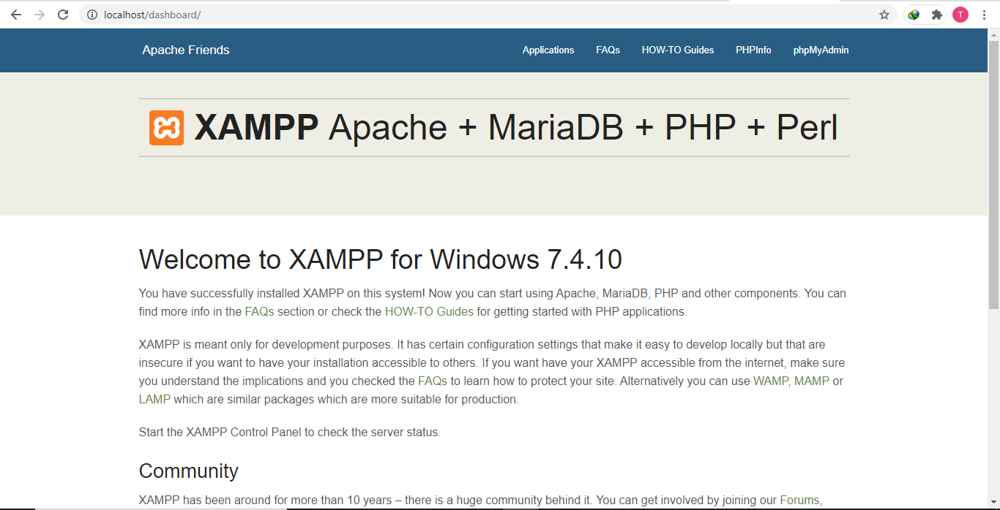 localhost/dashboard/
T
Apache Friends
Applications FAQs HOW-TO Guides PHPInfo phpMyAdmin
XAMPP Apache + MariaDB + PHP + Perl
Welcome to XAMPP for Windows 7.4.10
You have successfully installed XAMPP on this system! Now you can start using Apache, MariaDB, PHP and other components. You can
find more info in the FAQs section or check the HOW-TO Guides for getting started with PHP applications.
XAMPP is meant only for development purposes. It has certain configuration settings that make it easy to develop locally but that are
insecure if you want to have your installation accessible to others. If you want have your XAMPP accessible from the internet, make sure
you understand the implications and you checked the FAQs to learn how to protect your site. Alternatively you can use WAMP, MAMP or
LAMP which are similar packages which are more suitable for production.
Start the XAMPP Control Panel to check the server status.
Community
XAMPP has been around for more than 10 years – there is a huge community behind it. You can get involved by joining our Forums,